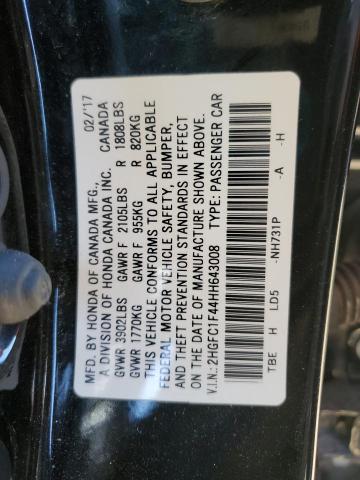 MFD. BY HONDA OF CANADA MFG., 02/'17
A DIVISION OF HONDA CANADA INC. CANADA
GVWR 3902LBS GAWR F 2105LBS R 1808LBS
GVWR 1770KG GAWR F 955KG R 820KG
THIS VEHICLE CONFORMS TO ALL APPLICABLE
FEDERAL MOTOR VEHICLE SAFETY, BUMPER,
AND THEFT PREVENTION STANDARDS IN EFFECT
ON THE DATE OF MANUFACTURE SHOWN ABOVE.
V.I.N.: 2HGFC1F44HH643008 TYPE: PASSENGER CAR
TBE H LD5 -NH731P -A -H